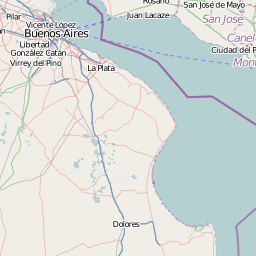 Rosario
San José de Mayo
Pilar
Juan Lacaze
San José
Vicente López
Buenos Aires
Canel
Libertad
Ciudad del P
González Catán
Mont
Virrey del Pino
La Plata
Dolores